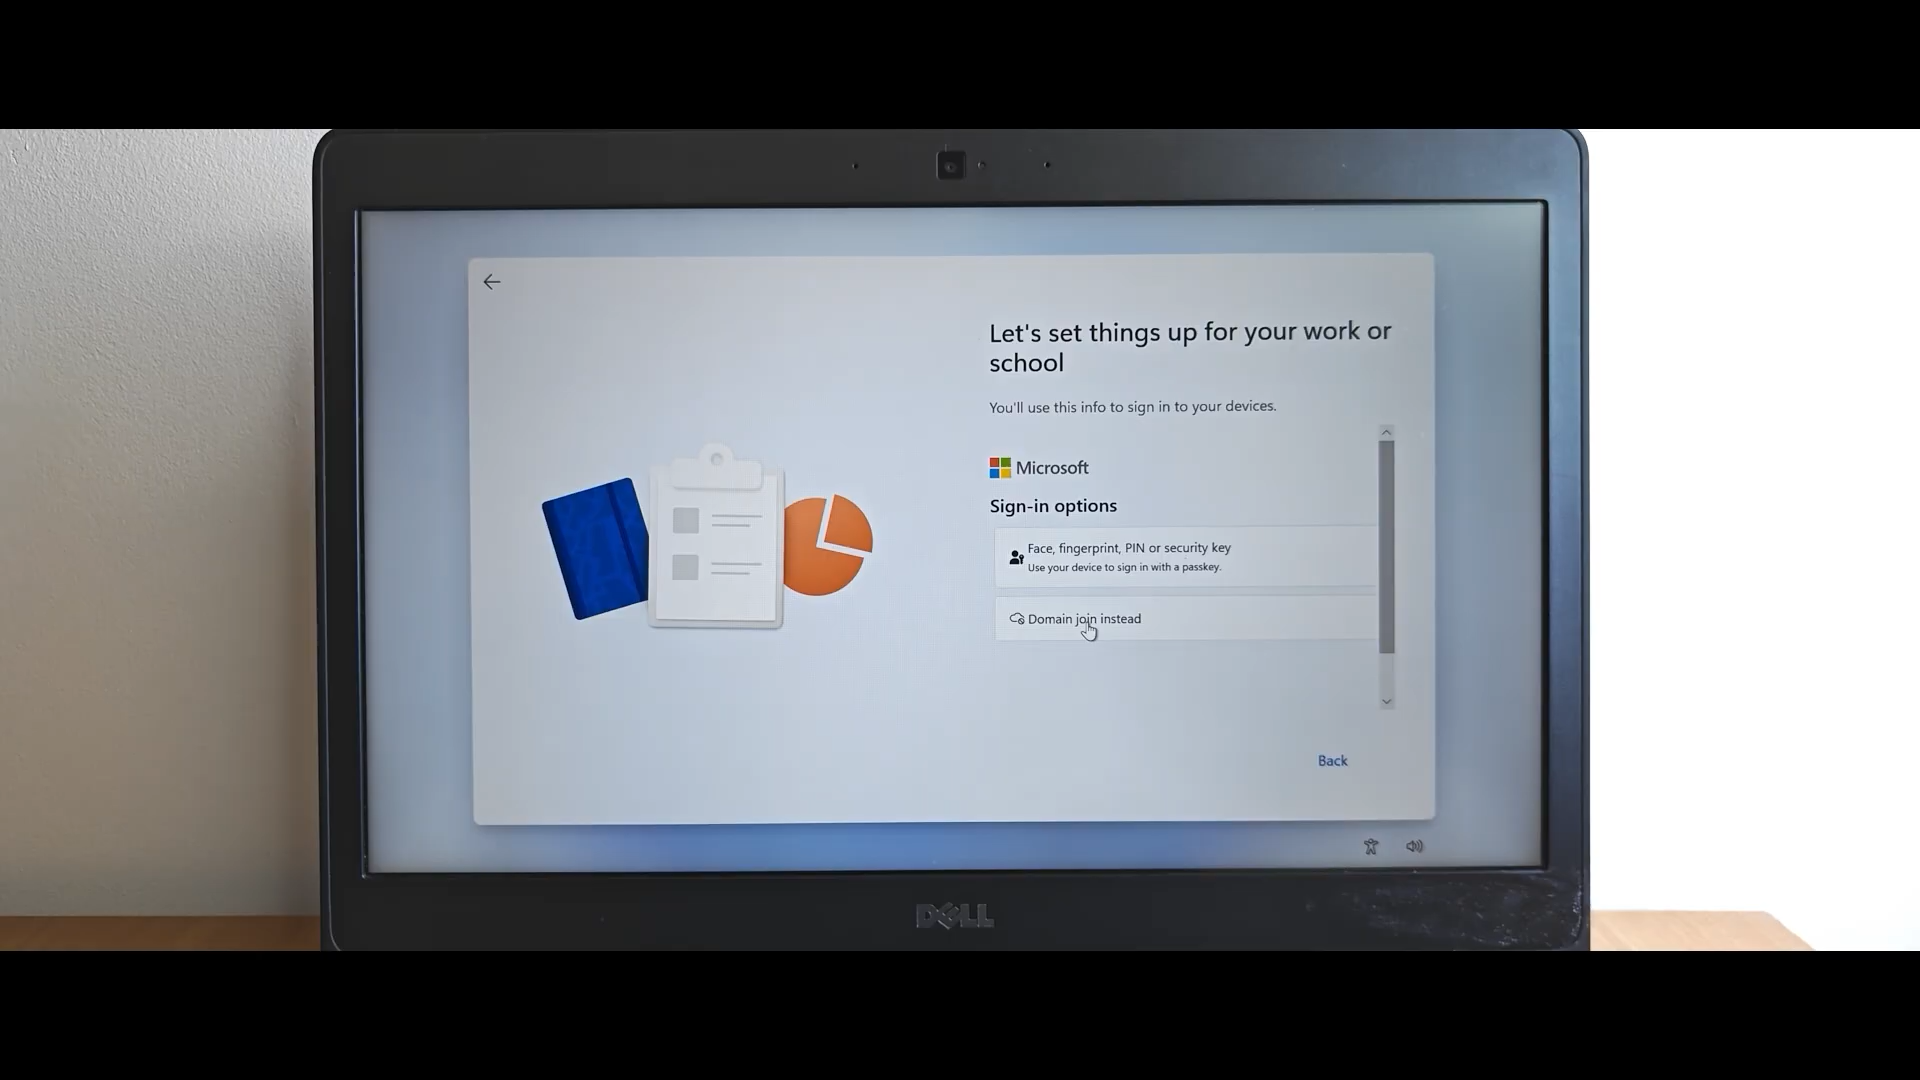 Let's set things up for your work or
school
You'll use this info to sign in to your devices.
Microsoft
Sign-in options
Face, fingerprint, PIN or security key
Use your device to sign in with a passkey.
Domain join instead
Back
DELL